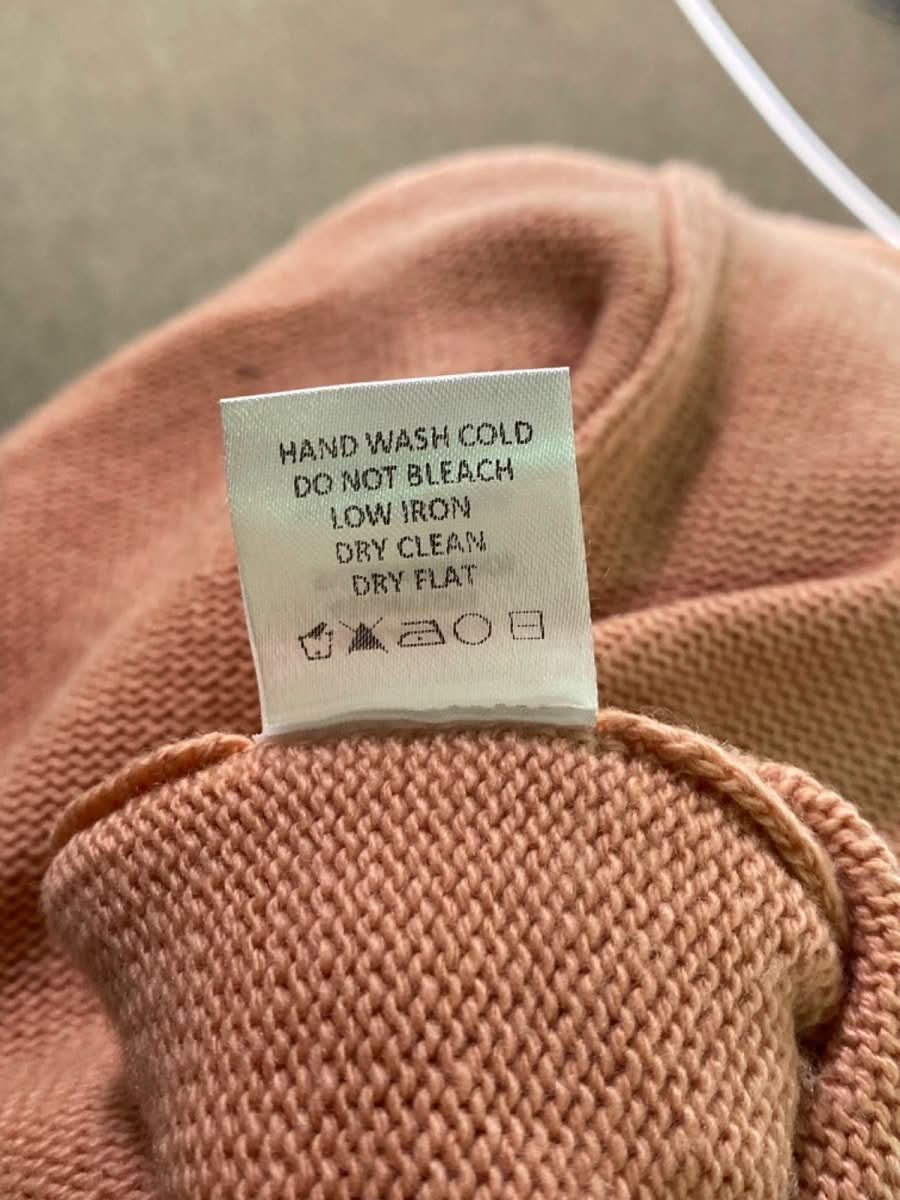 HAND WASH COLD
DO NOT BLEACH
LOW IRON
DRY CLEAN
DRY FLAT